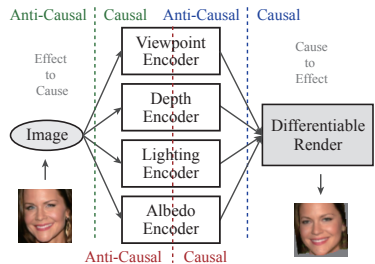 Anti-Causal Causal Anti-Causal Causal
Viewpoint
Encoder
Effect
to
Cause
Cause
to
Effect
Depth
Encoder
Image
Differentiable
Render
Lighting
Encoder
Albedo
Encoder
Anti-Causal Causal